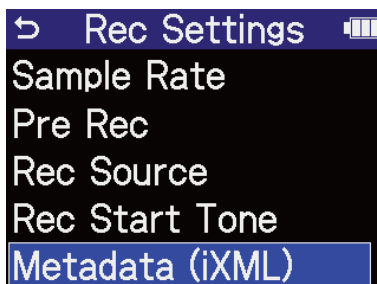 Rec Settings
Sample Rate
Pre Rec
Rec Source
Rec Start Tone
Metadata (iXML)